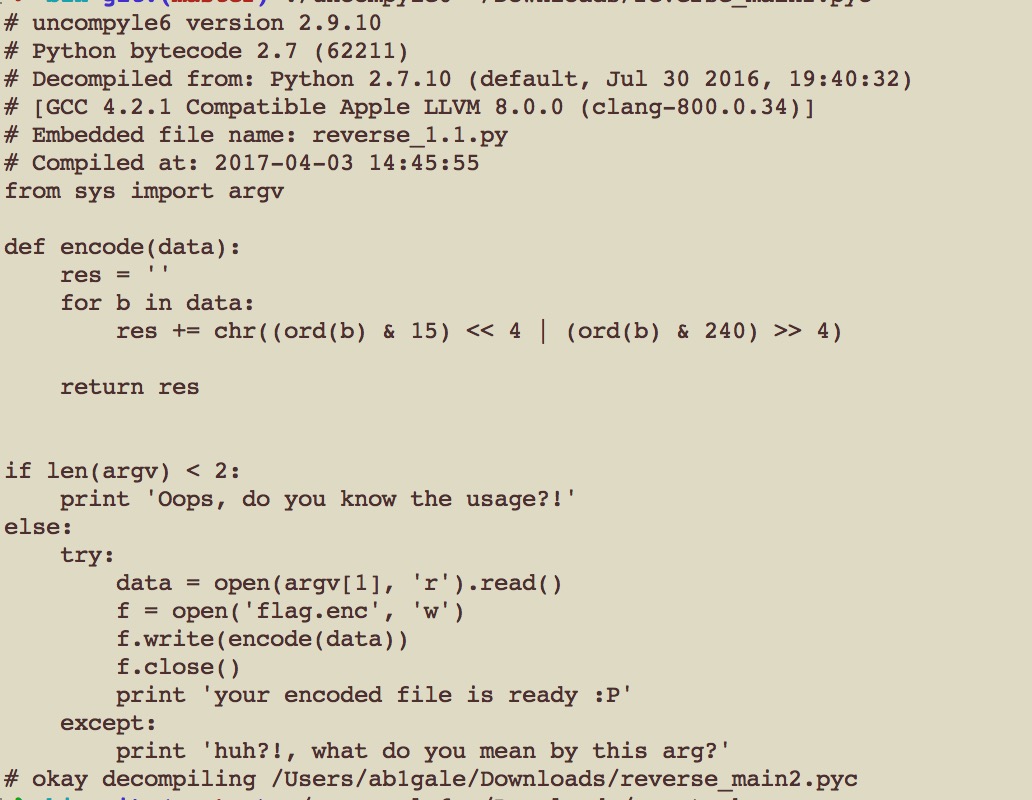 # uncompyle6 version 2.9.10
# Python bytecode 2.7 (62211)
# Decompiled from: Python 2.7.10 (default, Jul 30 2016, 19:40:32)
# [GCC 4.2.1 Compatible Apple LLVM 8.0.0 (clang-800.0.34)]
# Embedded file name: reverse_1.1.py
# Compiled at: 2017-04-03 14:45:55
from sys import argv

def encode(data):
    res = ''
    for b in data:
        res += chr((ord(b) & 15) << 4 | (ord(b) & 240) >> 4)

    return res


if len(argv) < 2:
    print 'Oops, do you know the usage?!'
else:
    try:
        data = open(argv[1], 'r').read()
        f = open('flag.enc', 'w')
        f.write(encode(data))
        f.close()
        print 'your encoded file is ready :P'
    except:
        print 'huh?!, what do you mean by this arg?'
# okay decompiling /Users/ab1gale/Downloads/reverse_main2.pyc